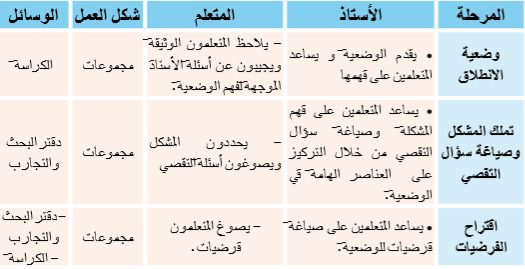 المرحلة الأستاذ المتعلم شكل العمل الوسائل
وضعية الانطلاق
• يقدم الوضعية و يساعد
المتعلمين على فهمها
– يلاحظ المتعلمون الوثيقة
ويجيبون عن أسئلة الأستاذ
الموجهة لفهم الوضعية.
مجموعات
الكراسة
تملك المشكل
وصياغة سؤال
التقصي
• يساعد المتعلمين على فهم
المشكلة وصياغة سؤال
التقصي من خلال التركيز
على العناصر الهامة في
الوضعية.
– يحددون المشكل
ويصوغون أسئلة التقصي
مجموعات
دفتر البحث
والتجارب
اقتراح
الفرضيات
• يساعد المتعلمين على صياغة
فرضيات للوضعية.
– يصوغ المتعلمون
فرضيات.
مجموعات
–دفتر البحث
والتجارب
– الكراسة